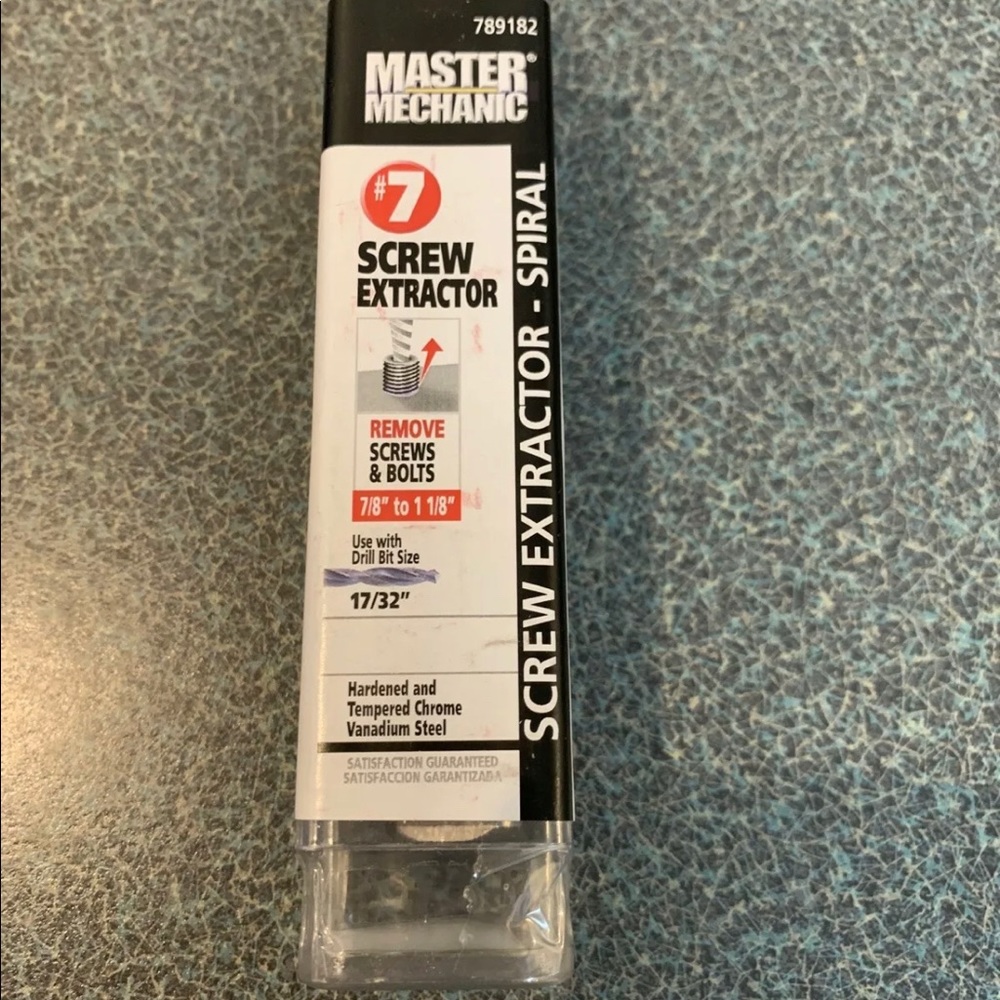 789182
MASTER®
MECHANIC
#7
SCREW
EXTRACTOR
REMOVE
SCREWS
& BOLTS
7/8" to 1 1/8"
Use with
Drill Bit Size
17/32"
Hardened and
Tempered Chrome
Vanadium Steel
SATISFACTION GUARANTEED
SATISFACCION GARANTIZADA
SCREW EXTRACTOR - SPIRAL